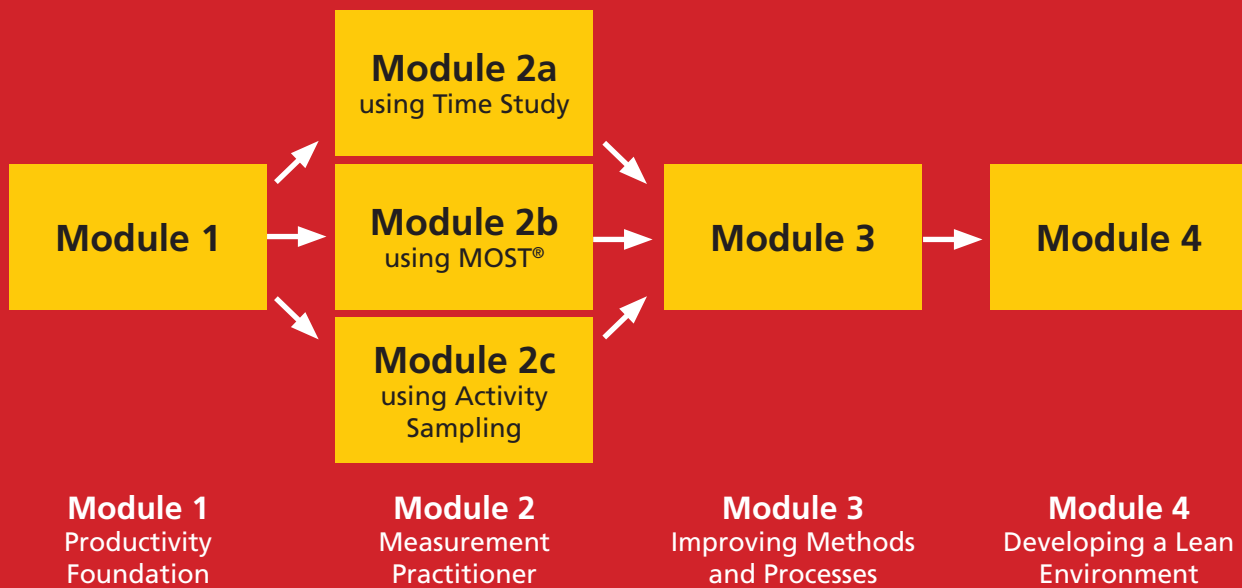 Module 1
Module 2a
using Time Study
Module 2b
using MOST®
Module 2c
using Activity
Sampling
Module 3
Module 4
Module 1
Productivity
Foundation
Module 2
Measurement
Practitioner
Module 3
Improving Methods
and Processes
Module 4
Developing a Lean
Environment